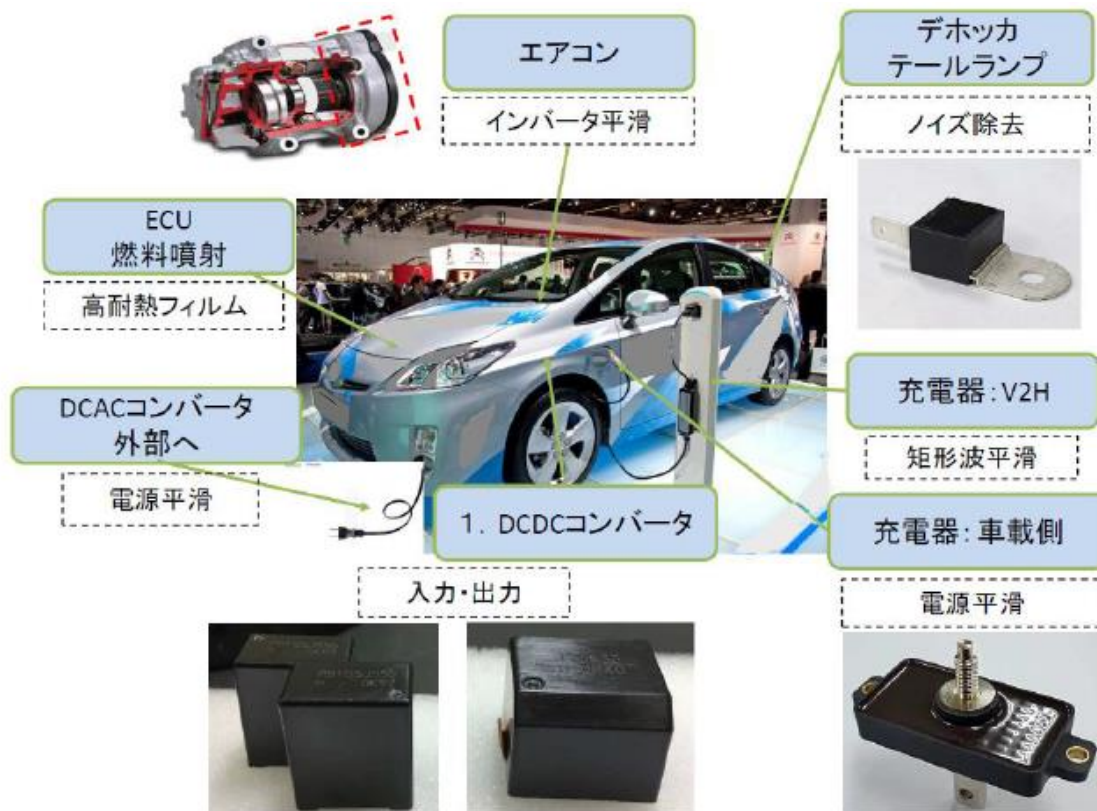 エアコン
インバータ平滑
デホッカ
テールランプ
ノイズ除去
ECU
燃料噴射
高耐熱フィルム
DCACコンバータ
外部へ
電源平滑
充電器:V2H
矩形波平滑
1. DCDCコンバータ
入力・出力
充電器:車載側
電源平滑